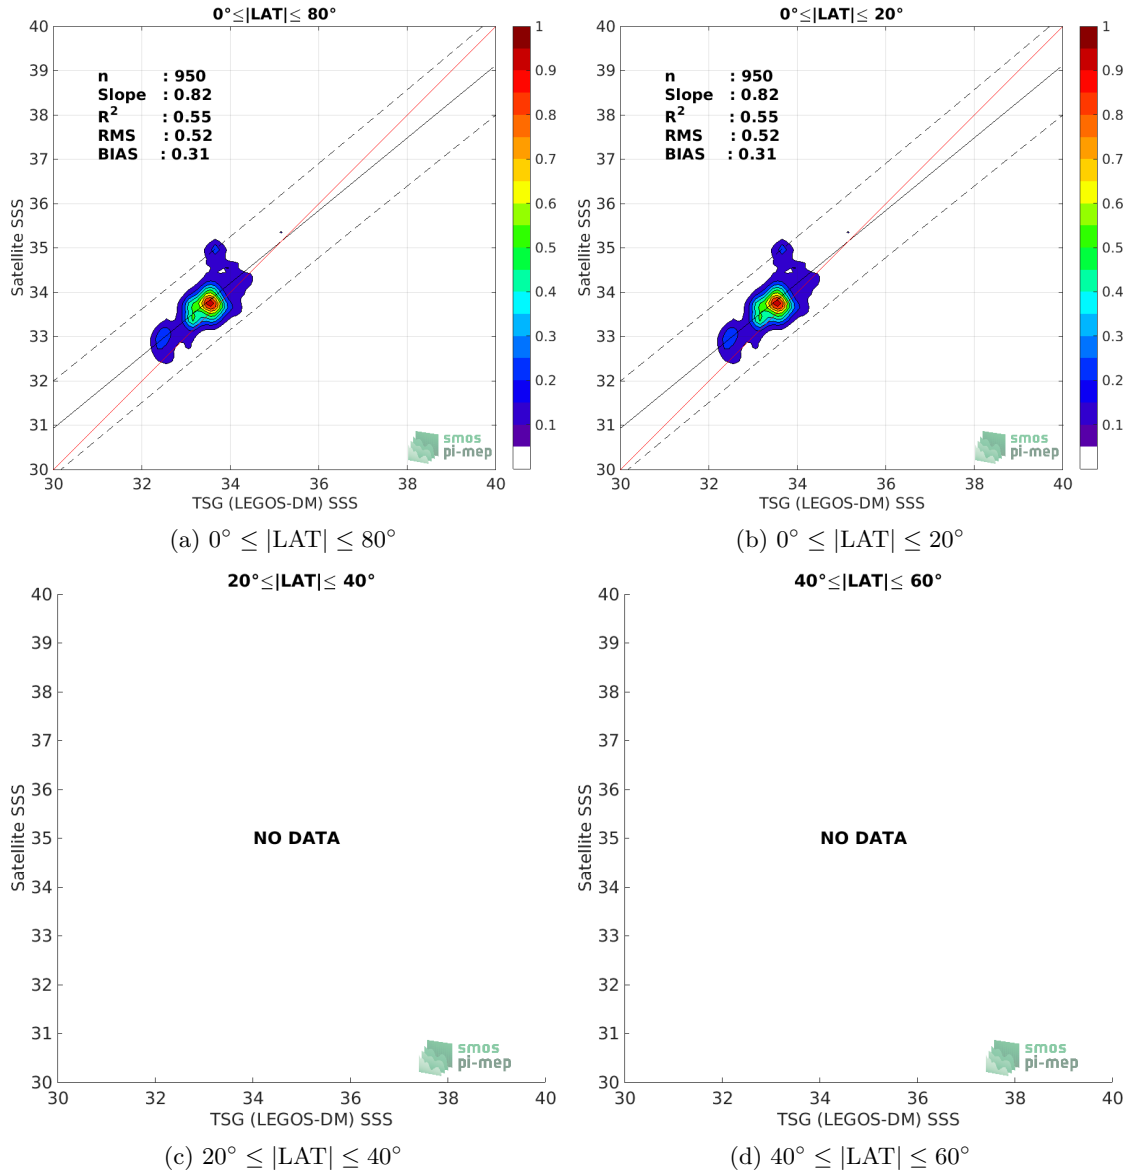 0°≤|LAT|≤ 80°
40
39
38
37
36
35
34
33
32
31
30
Satellite SSS
n : 950
Slope : 0.82
R² : 0.55
RMS : 0.52
BIAS : 0.31
smos
pi-mep
30 32 34 36 38 40
TSG (LEGOS-DM) SSS
1
0.9
0.8
0.7
0.6
0.5
0.4
0.3
0.2
0.1
(a) 0° ≤ |LAT| ≤ 80°
0°≤|LAT|≤ 20°
40
39
38
37
36
35
34
33
32
31
30
Satellite SSS
n : 950
Slope : 0.82
R² : 0.55
RMS : 0.52
BIAS : 0.31
smos
pi-mep
30 32 34 36 38 40
TSG (LEGOS-DM) SSS
1
0.9
0.8
0.7
0.6
0.5
0.4
0.3
0.2
0.1
(b) 0° ≤ |LAT| ≤ 20°
20°≤|LAT|≤ 40°
40
39
38
37
36
35
34
33
32
31
30
Satellite SSS
NO DATA
smos
pi-mep
30 32 34 36 38 40
TSG (LEGOS-DM) SSS
(c) 20° ≤ |LAT| ≤ 40°
40°≤|LAT|≤ 60°
40
39
38
37
36
35
34
33
32
31
30
Satellite SSS
NO DATA
smos
pi-mep
30 32 34 36 38 40
TSG (LEGOS-DM) SSS
(d) 40° ≤ |LAT| ≤ 60°